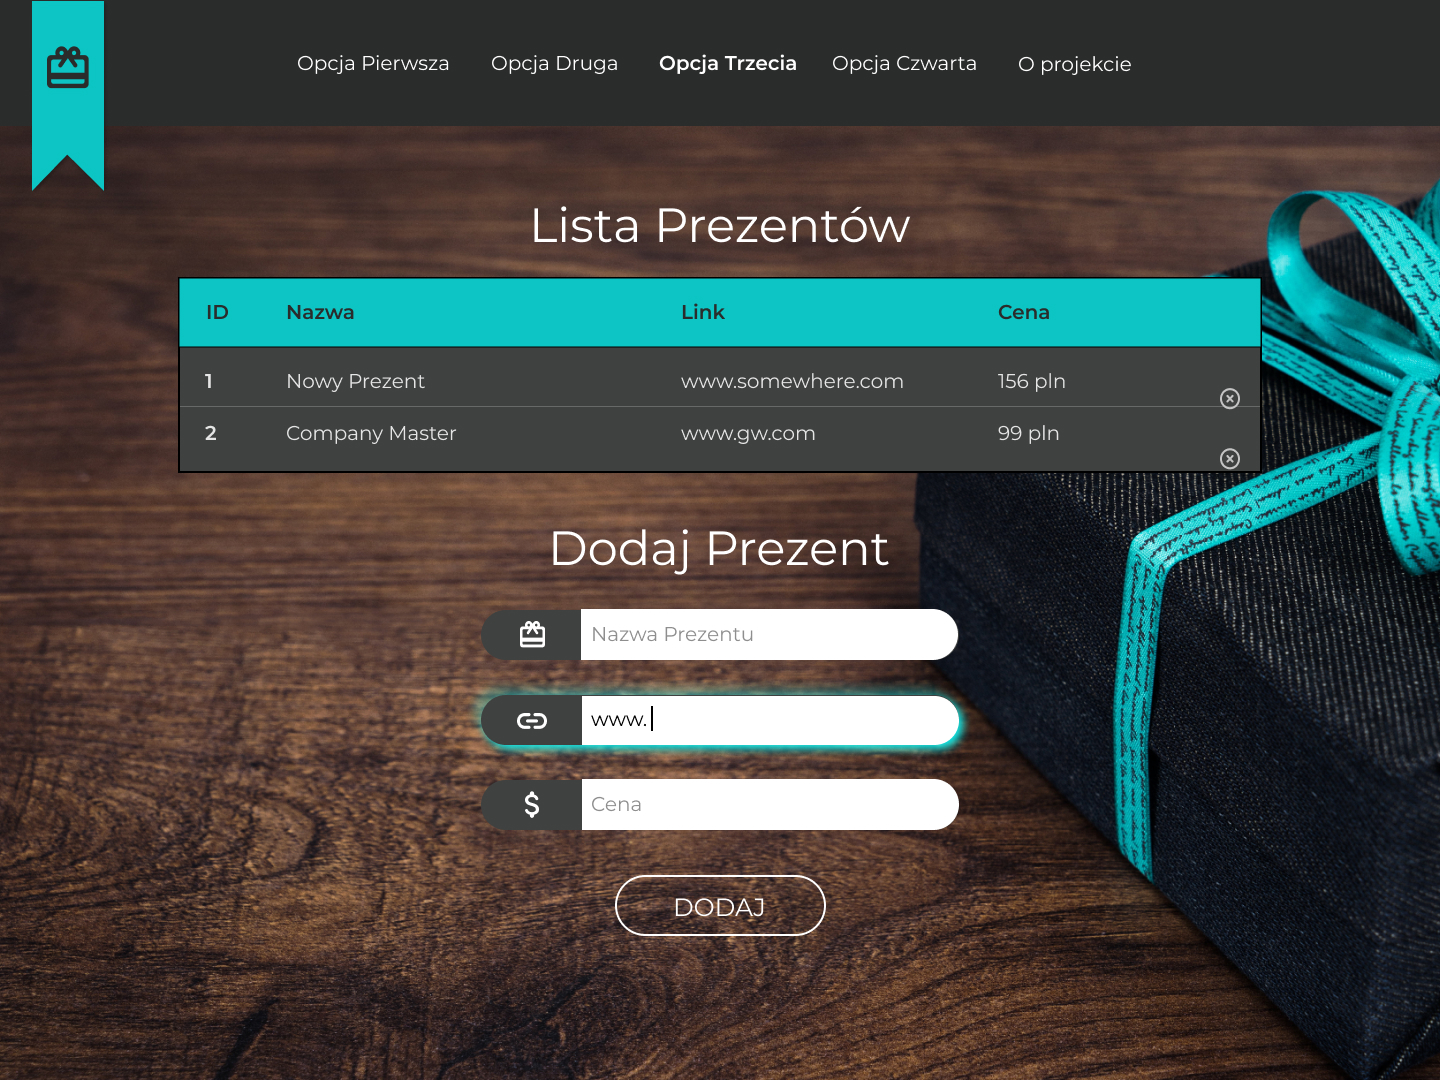 Opcja Pierwsza Opcja Druga Opcja Trzecia Opcja Czwarta O projekcie
Lista Prezentów
ID Nazwa Link Cena
1 Nowy Prezent www.somewhere.com 156 pln
2 Company Master www.gw.com 99 pln
Dodaj Prezent
Nazwa Prezentu
www.
$ Cena
DODAJ